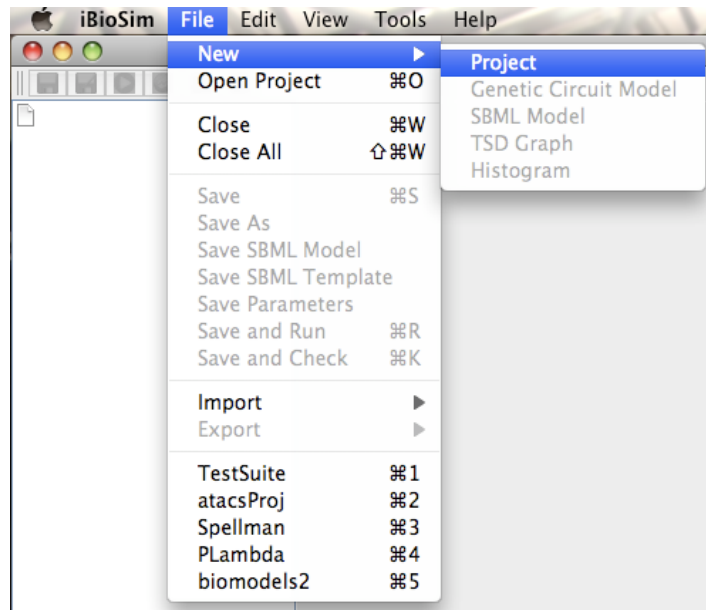 iBioSim File Edit View Tools Help
New
Open Project ⌘O
Close ⌘W
Close All ⇧⌘W
Save ⌘S
Save As
Save SBML Model
Save SBML Template
Save Parameters
Save and Run ⌘R
Save and Check ⌘K
Import
Export
TestSuite ⌘1
atacsProj ⌘2
Spellman ⌘3
PLambda ⌘4
biomodels2 ⌘5
Project
Genetic Circuit Model
SBML Model
TSD Graph
Histogram